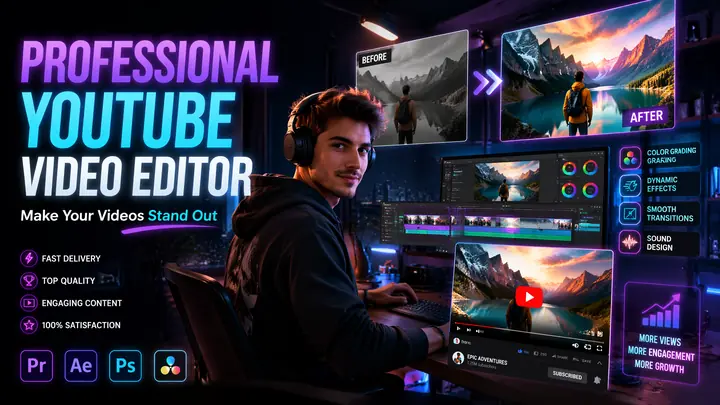 PROFESSIONAL
YOUTUBE
VIDEO EDITOR
Make Your Videos Stand Out
FAST DELIVERY
TOP QUALITY
ENGAGING CONTENT
100% SATISFACTION
Pr
Ae
Ps
BEFORE
AFTER
COLOR GRADING
GRAKING
DYNAMIC
EFFECTS
SMOOTH
TRANSITIONS
SOUND
DESIGN
EPIC ADVENTURES
SUBSCRIBED
MORE VIEWS
MORE ENGAGEMENT
MORE GROWTH